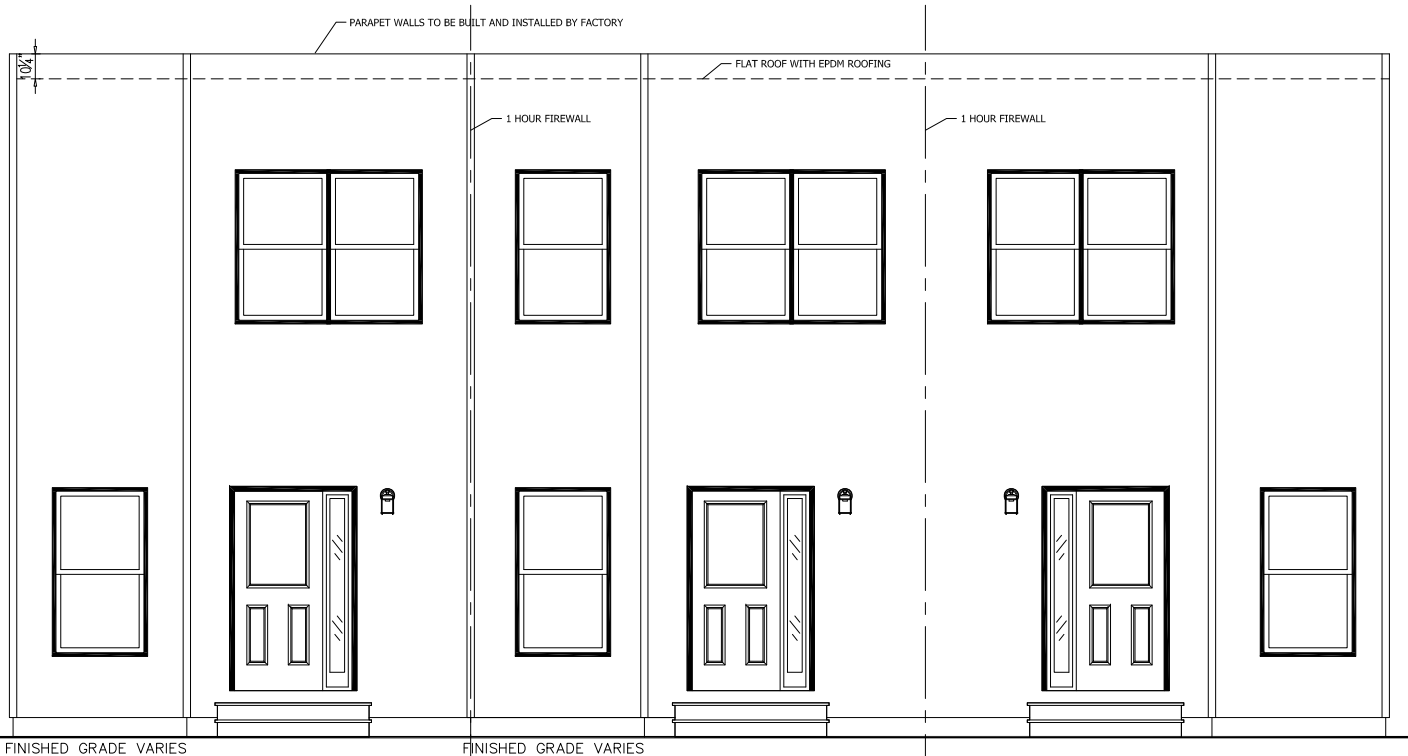 PARAPET WALLS TO BE BUILT AND INSTALLED BY FACTORY
10¼"
FLAT ROOF WITH EPDM ROOFING
1 HOUR FIREWALL
1 HOUR FIREWALL
FINISHED GRADE VARIES
FINISHED GRADE VARIES